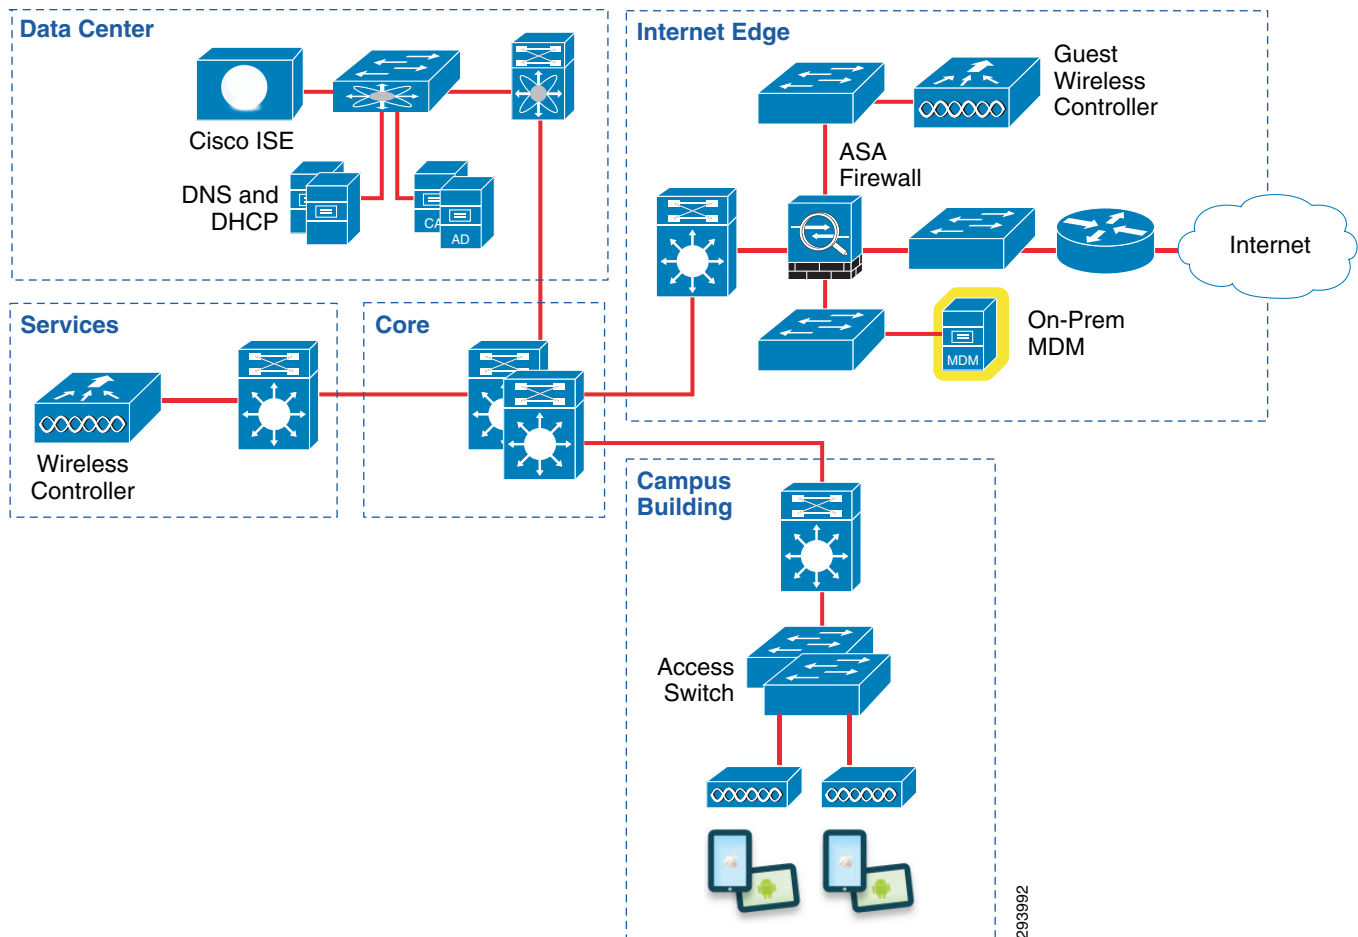 Data Center
Cisco ISE
DNS and
DHCP
CA
AD
Internet Edge
Guest
Wireless
Controller
ASA
Firewall
Internet
On-Prem
MDM
MDM
Services
Wireless
Controller
Core
Campus
Building
Access
Switch
293992